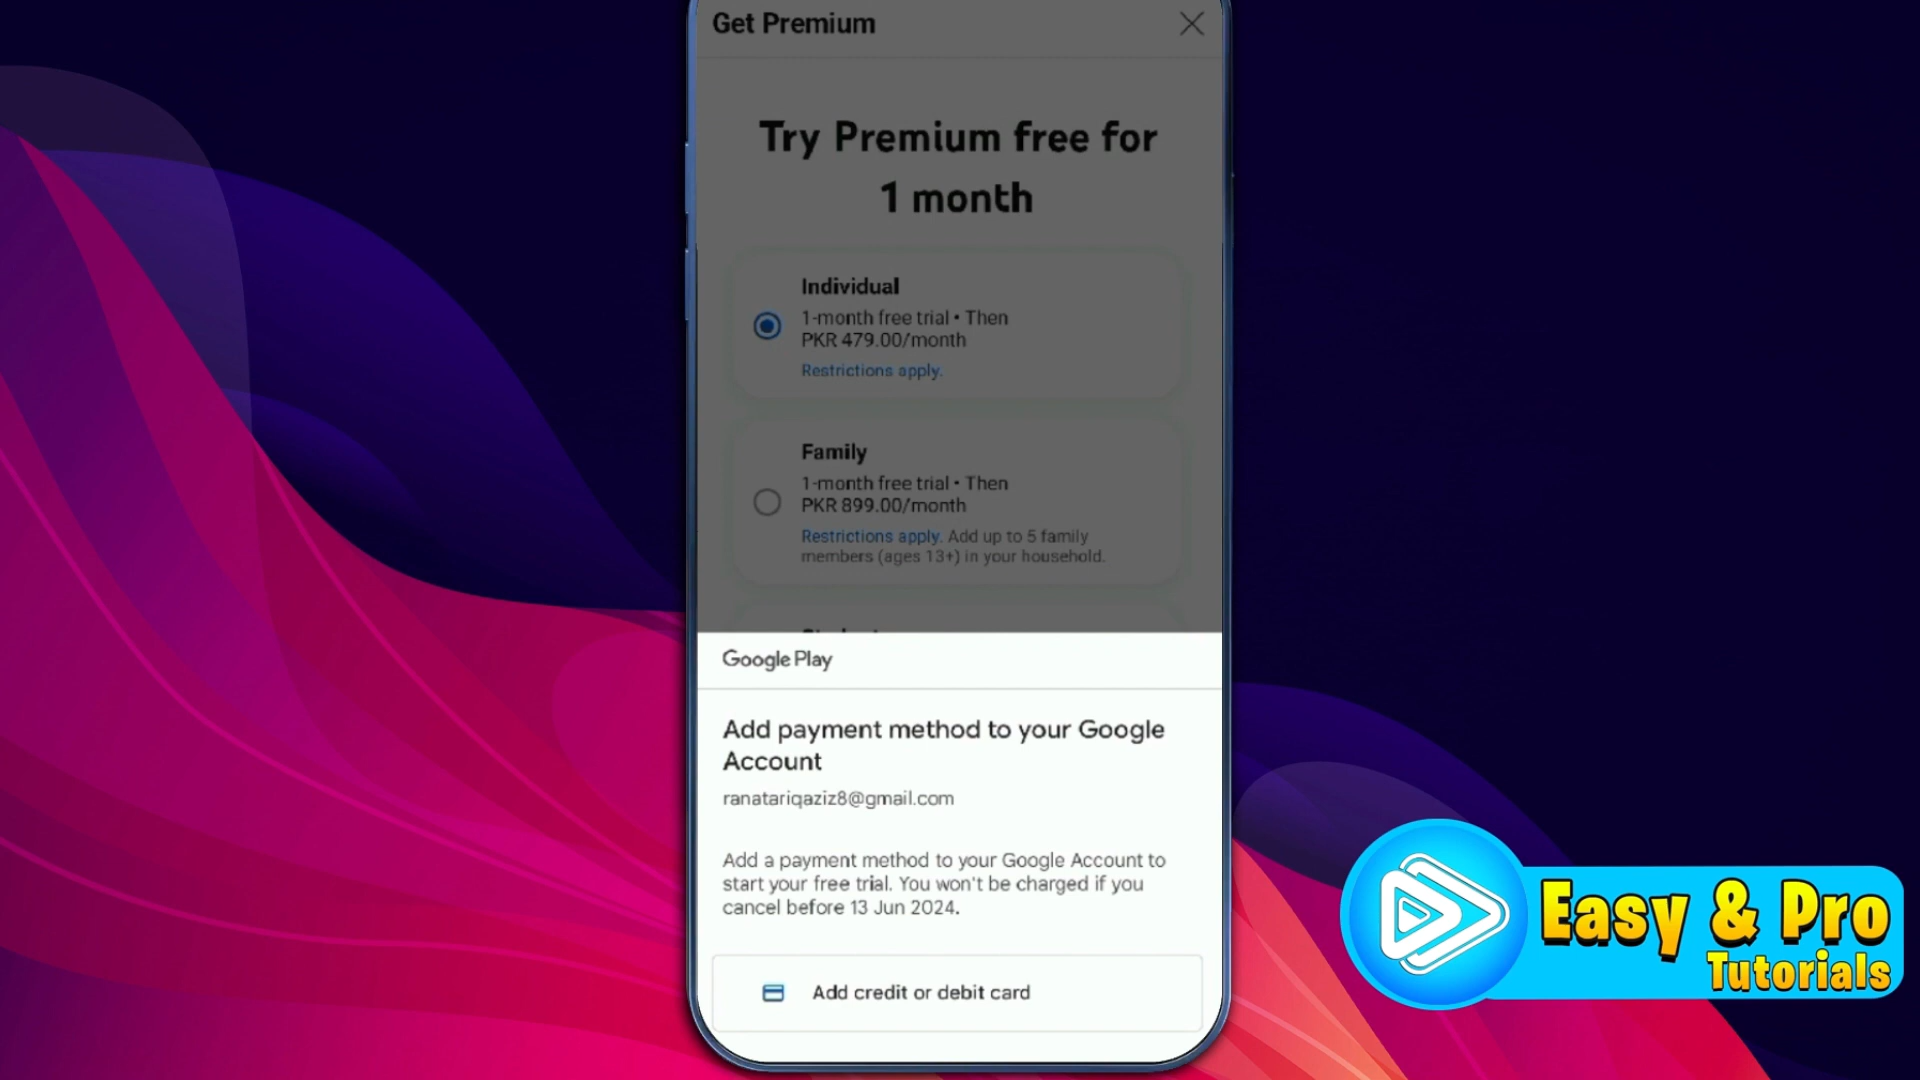 Get Premium
Try Premium free for
1 month
Individual
1-month free trial • Then
PKR 479.00/month
Restrictions apply.
Family
1-month free trial • Then
PKR 899.00/month
Restrictions apply. Add up to 5 family
members (ages 13+) in your household.
Google Play
Add payment method to your Google
Account
ranatariqaziz8@gmail.com
Add a payment method to your Google Account to
start your free trial. You won't be charged if you
cancel before 13 Jun 2024.
Add credit or debit card
Easy & Pro
Tutorials